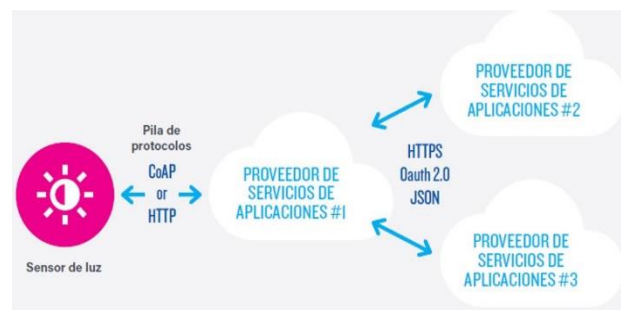 Sensor de luz
Pila de
protocolos
CoAP
or
HTTP
PROVEEDOR DE
SERVICIOS DE
APLICACIONES #1
HTTPS
Oauth 2.0
JSON
PROVEEDOR DE
SERVICIOS DE
APLICACIONES #2
PROVEEDOR DE
SERVICIOS DE
APLICACIONES #3